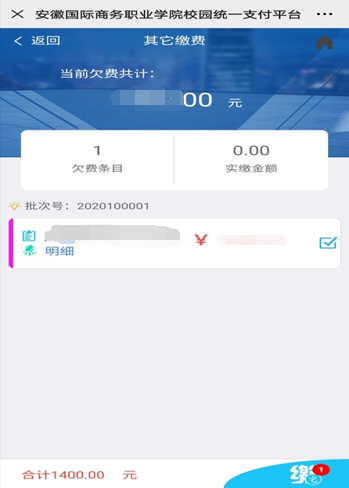 安徽国际商务职业学院校园统一支付平台
返回
其它缴费
当前欠费共计：
00 元
1
0.00
欠费条目
实缴金额
批次号：2020100001
¥
明细
合计1400.00 元
缴
1